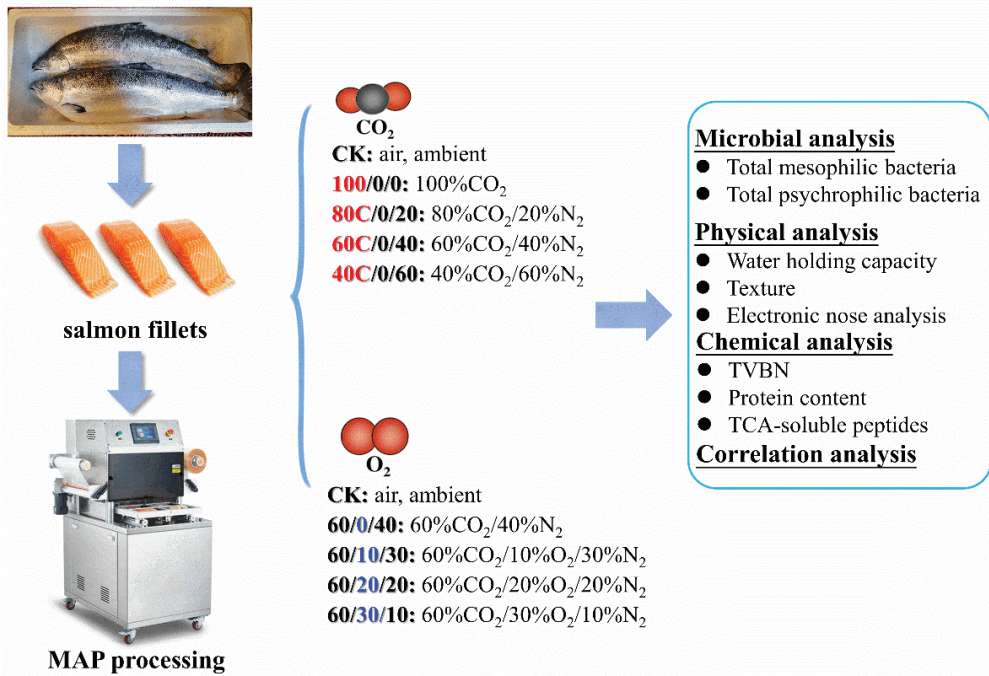 salmon fillets
MAP processing
CO₂
CK: air, ambient
100/0/0: 100%CO₂
80C/0/20: 80%CO₂/20%N₂
60C/0/40: 60%CO₂/40%N₂
40C/0/60: 40%CO₂/60%N₂
O₂
CK: air, ambient
60/0/40: 60%CO₂/40%N₂
60/10/30: 60%CO₂/10%O₂/30%N₂
60/20/20: 60%CO₂/20%O₂/20%N₂
60/30/10: 60%CO₂/30%O₂/10%N₂
Microbial analysis
● Total mesophilic bacteria
● Total psychrophilic bacteria
Physical analysis
● Water holding capacity
● Texture
● Electronic nose analysis
Chemical analysis
● TVBN
● Protein content
● TCA-soluble peptides
Correlation analysis